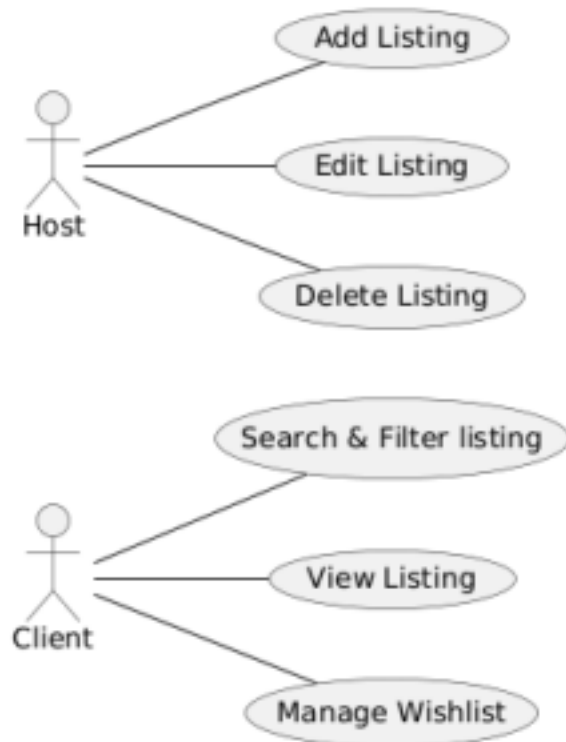 Add Listing
Edit Listing
Host
Delete Listing
Search & Filter listing
View Listing
Client
Manage Wishlist